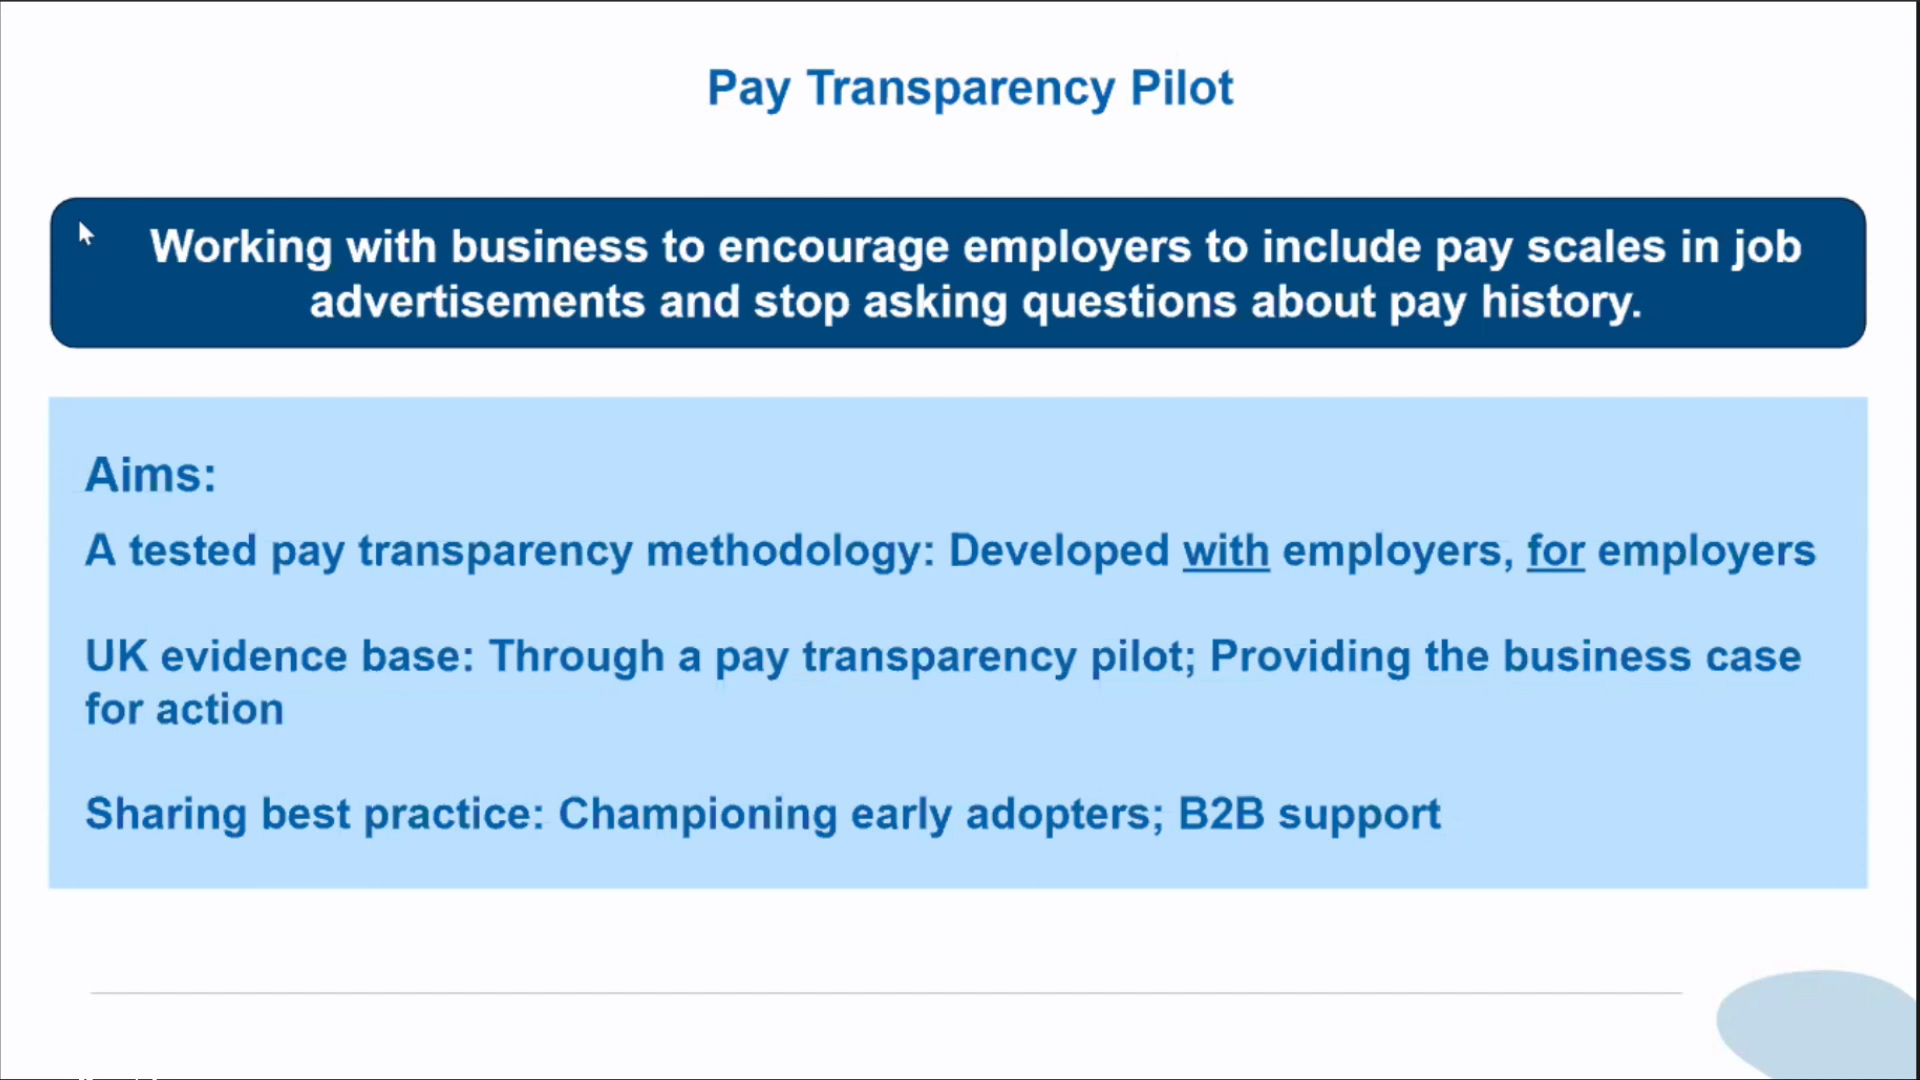 Pay Transparency Pilot
Working with business to encourage employers to include pay scales in job
advertisements and stop asking questions about pay history.
Aims:
A tested pay transparency methodology: Developed with employers, for employers
UK evidence base: Through a pay transparency pilot; Providing the business case
for action
Sharing best practice: Championing early adopters; B2B support